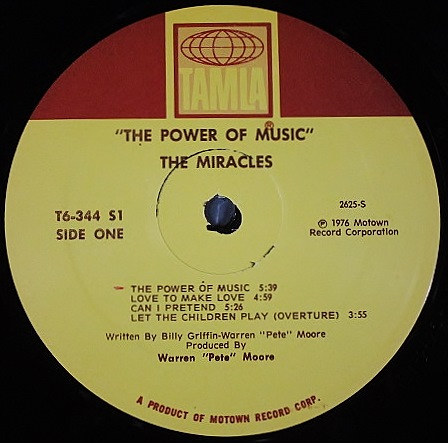 TAMLA
®
"THE POWER OF MUSIC"
THE MIRACLES
T6-344 S1
SIDE ONE
2625-S
℗ 1976 Motown
Record Corporation
THE POWER OF MUSIC 5:39
LOVE TO MAKE LOVE 4:59
CAN I PRETEND 5:26
LET THE CHILDREN PLAY (OVERTURE) 3:55
Written By Billy Griffin-Warren "Pete" Moore
Produced By
Warren "Pete" Moore
A PRODUCT OF MOTOWN RECORD CORP.